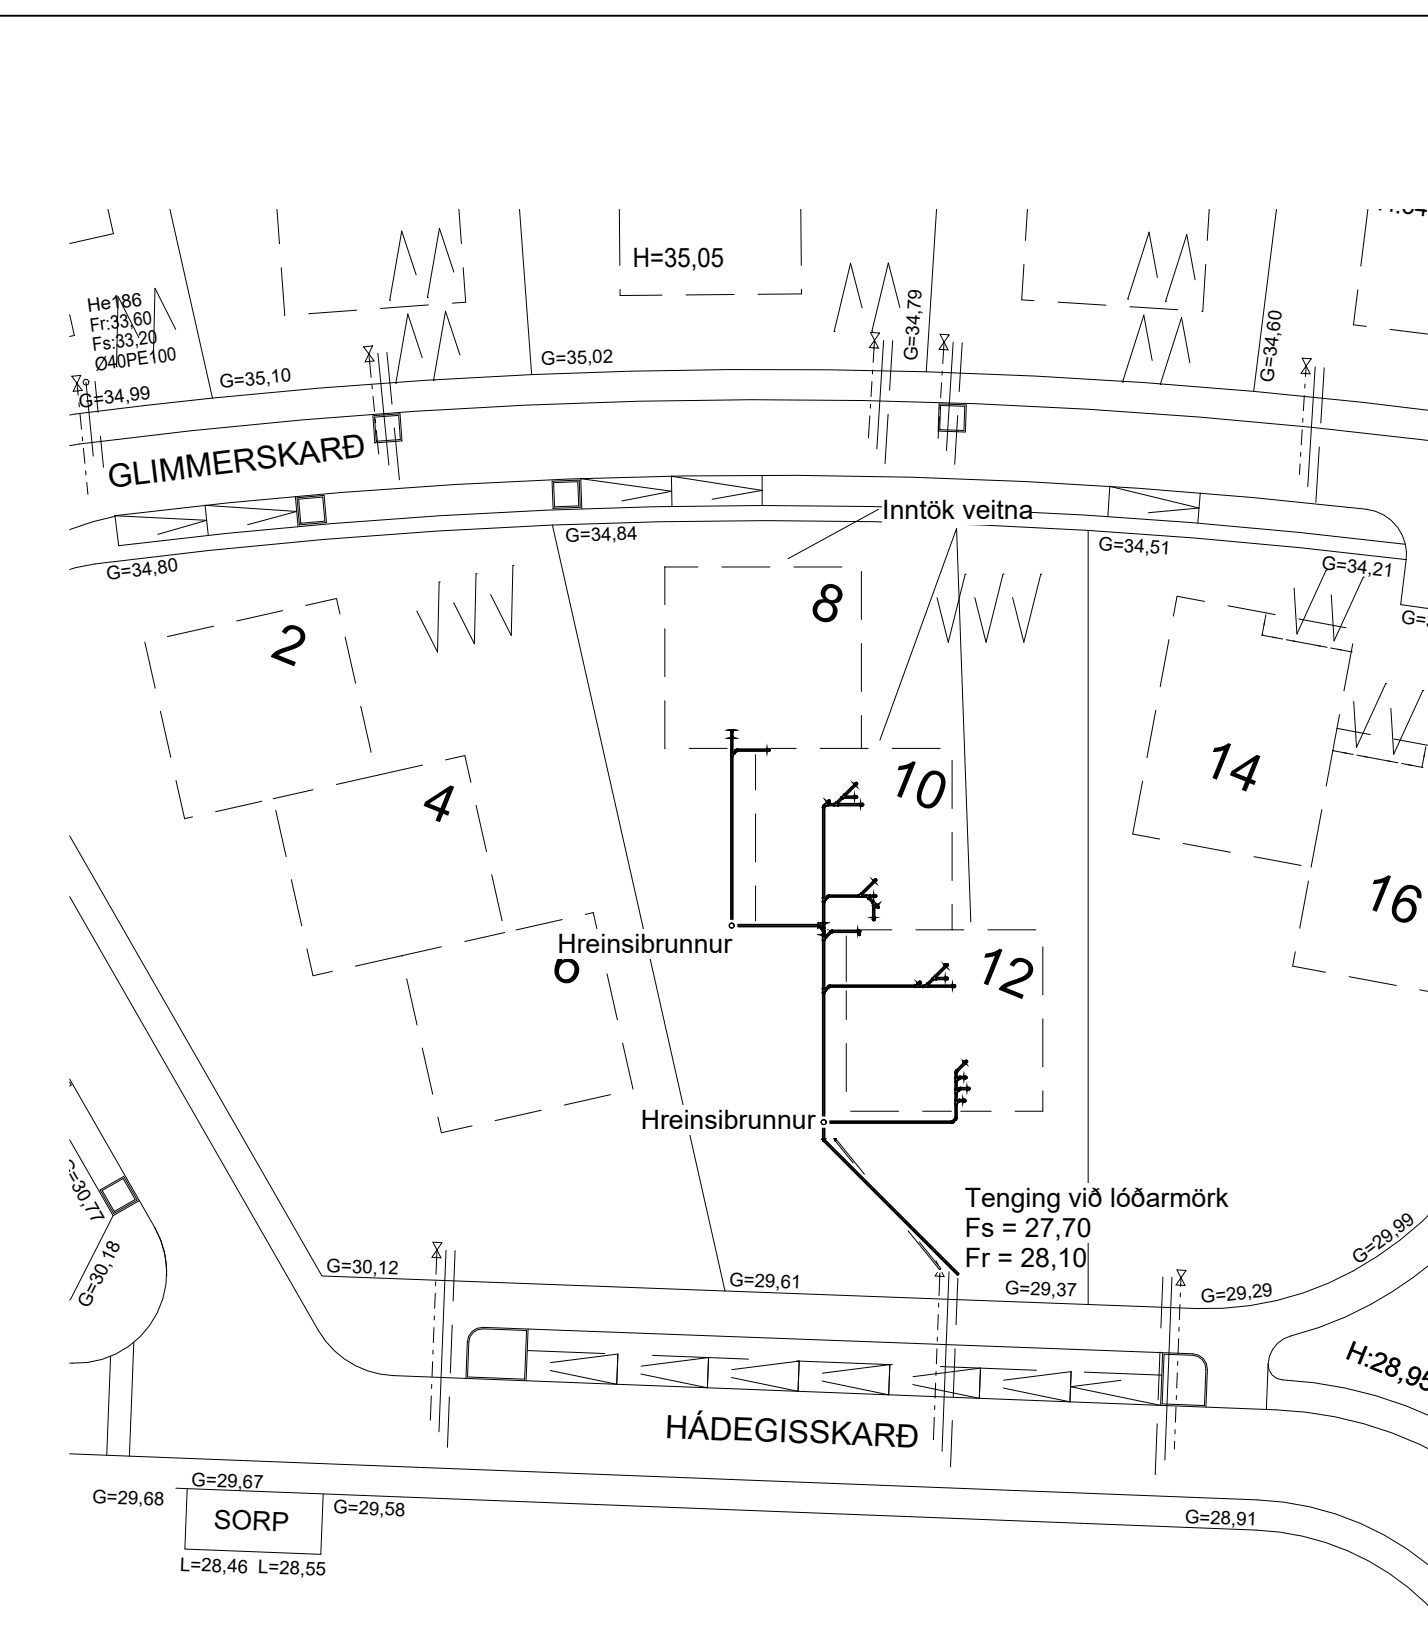 H=35,05
He186
Fr:33,60
Fs:33,20
Ø40PE100
G=34,99
G=35,10
G=35,02
G=34,79
G=34,60
GLIMMERSKARÐ
Inntök veitna
G=34,80
G=34,84
G=34,51
G=34,21
2
8
4
10
14
16
6
12
Hreinsibrunnur
Hreinsibrunnur
Tenging við lóðarmörk
Fs = 27,70
Fr = 28,10
G=30,18
G=30,12
G=29,61
G=29,37
G=29,29
G=29,99
H:28,95
HÁDEGISSKARÐ
G=29,67
G=29,68
G=29,58
SORP
G=28,91
L=28,46 L=28,55